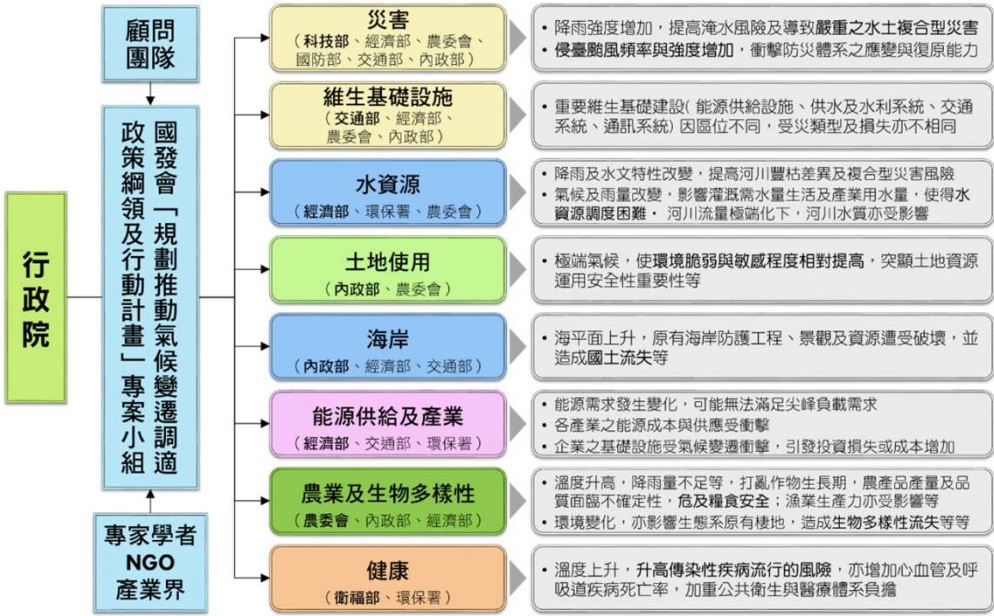 行政院
顧問
團隊
國發會「規劃推動氣候變遷調適
政策綱領及行動計畫」專案小組
專家學者
NGO
產業界
災害
（科技部、經濟部、農委會、
國防部、交通部、內政部）
• 降雨強度增加，提高淹水風險及導致嚴重之水土複合型災害
• 侵臺颱風頻率與強度增加，衝擊防災體系之應變與復原能力
維生基礎設施
（交通部、經濟部、
農委會、內政部）
• 重要維生基礎建設( 能源供給設施、供水及水利系統、交通
系統、通訊系統) 因區位不同，受災類型及損失亦不相同
水資源
（經濟部、環保署、農委會）
• 降雨及水文特性改變，提高河川豐枯差異及複合型災害風險
• 氣候及雨量改變，影響灌溉需水量生活及產業用水量，使得水
資源調度困難・ 河川流量極端化下，河川水質亦受影響
土地使用
（內政部、農委會）
• 極端氣候，使環境脆弱與敏感程度相對提高，突顯土地資源
運用安全性重要性等
海岸
（內政部、經濟部、交通部）
• 海平面上升，原有海岸防護工程、景觀及資源遭受破壞，並
造成國土流失等
能源供給及產業
（經濟部、交通部、環保署）
• 能源需求發生變化，可能無法滿足尖峰負載需求
• 各產業之能源成本與供應受衝擊
• 企業之基礎設施受氣候變遷衝擊，引發投資損失或成本增加
農業及生物多樣性
（農委會、內政部、經濟部）
• 溫度升高，降雨量不足等，打亂作物生長期，農產品產量及品
質面臨不確定性，危及糧食安全；漁業生產力亦受影響等
• 環境變化，亦影響生態系原有棲地，造成生物多樣性流失等等
健康
（衛福部、環保署）
• 溫度上升，升高傳染性疾病流行的風險，亦增加心血管及呼
吸道疾病死亡率，加重公共衛生與醫療體系負擔